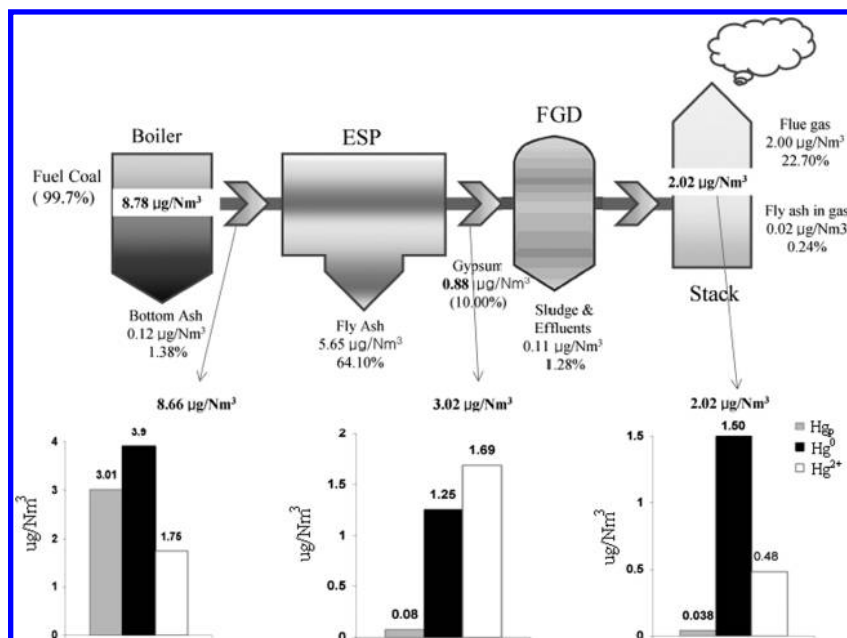 Boiler
ESP
FGD
Flue gas
2.00 µg/Nm³
22.70%
Fuel Coal
( 99.7%)
8.78 µg/Nm³
2.02 µg/Nm³
Fly ash in gas
0.02 µg/Nm3
0.24%
Gypsum
0.88 µg/Nm³
(10.00%)
Stack
Bottom Ash
0.12 µg/Nm³
1.38%
Fly Ash
5.65 µg/Nm³
64.10%
Sludge &
Effluents
0.11 µg/Nm³
1.28%
8.66 µg/Nm³
3.02 µg/Nm³
2.02 µg/Nm³
ug/Nm³
4
3
2
1
0
3.01
3.9
1.75
ug/Nm³
2
1.5
1
0.5
0
0.08
1.25
1.69
ug/Nm³
1.5
1
0.5
0
0.038
1.50
0.48
Hgp
Hg⁰
Hg²⁺